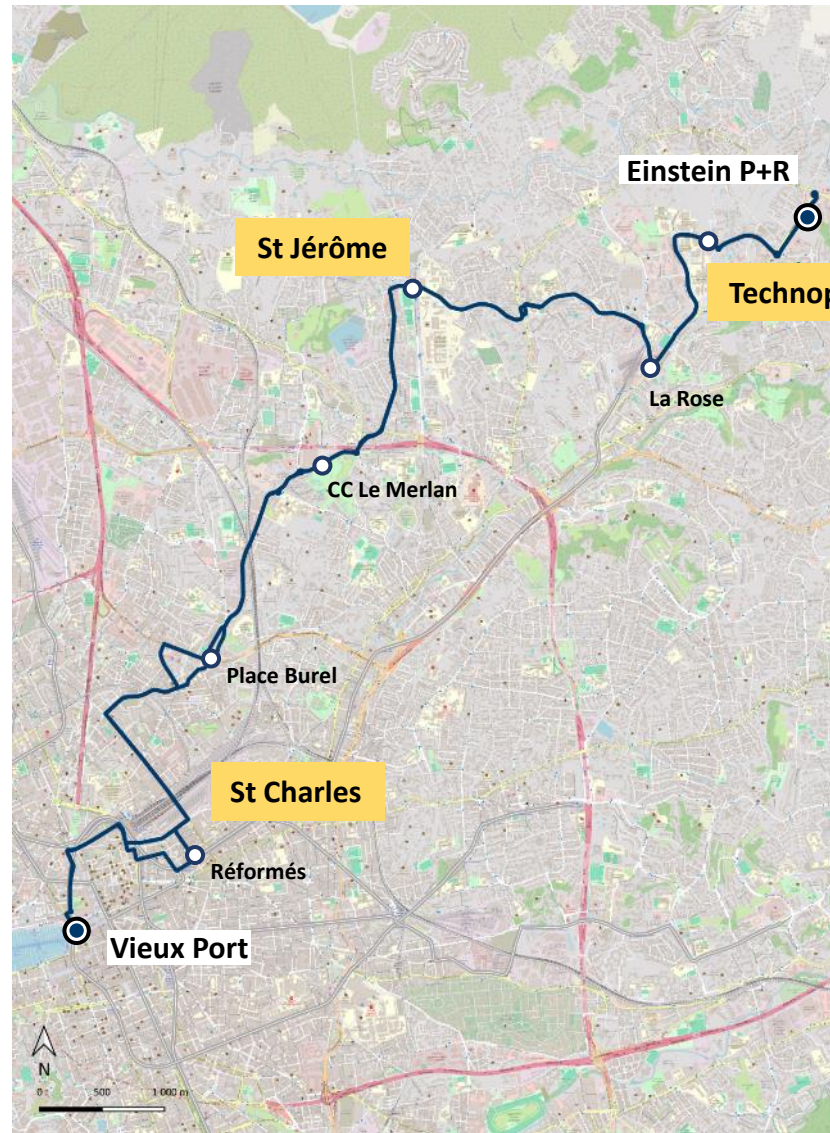 Einstein P+R
St Jérôme
Technop
La Rose
CC Le Merlan
Place Burel
St Charles
Réformés
Vieux Port
N
0 500 1 000 m